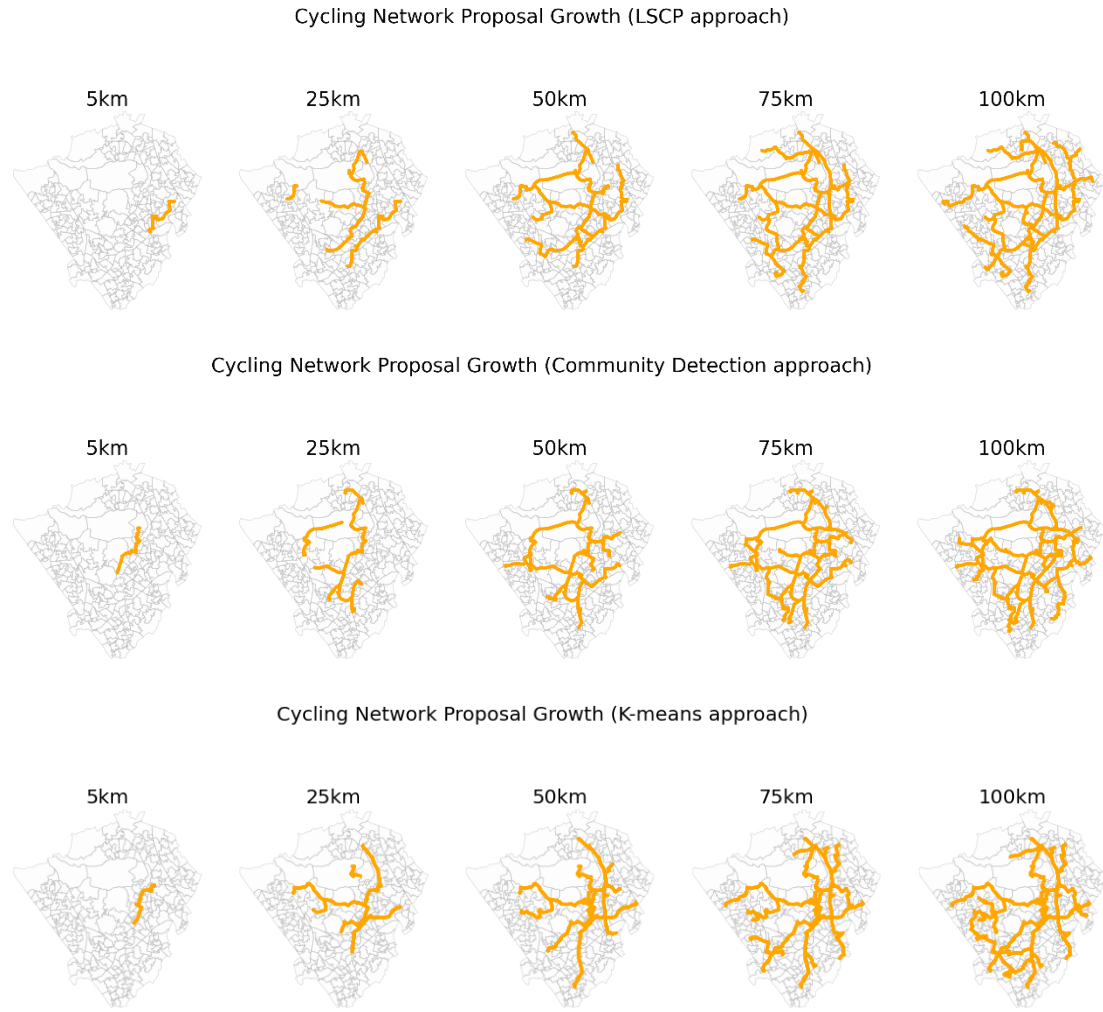 Cycling Network Proposal Growth (LSCP approach)
5km 25km 50km 75km 100km
Cycling Network Proposal Growth (Community Detection approach)
5km 25km 50km 75km 100km
Cycling Network Proposal Growth (K-means approach)
5km 25km 50km 75km 100km